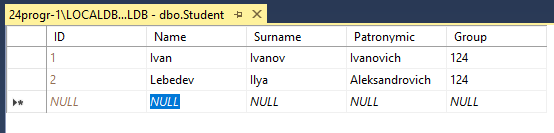 24progr-1\LOCALDB...LDB - dbo.Student
ID Name Surname Patronymic Group
1 Ivan Ivanov Ivanovich 124
2 Lebedev Ilya Aleksandrovich 124
NULL NULL NULL NULL NULL